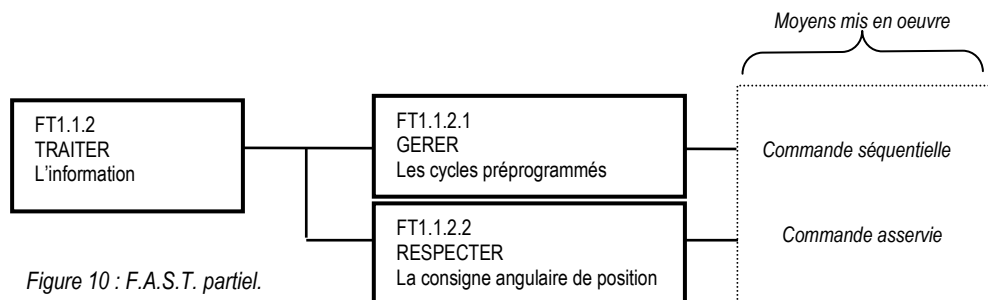 Moyens mis en oeuvre
FT1.1.2
TRAITER
L'information
FT1.1.2.1
GERER
Les cycles préprogrammés
Commande séquentielle
FT1.1.2.2
RESPECTER
La consigne angulaire de position
Commande asservie
Figure 10 : F.A.S.T. partiel.